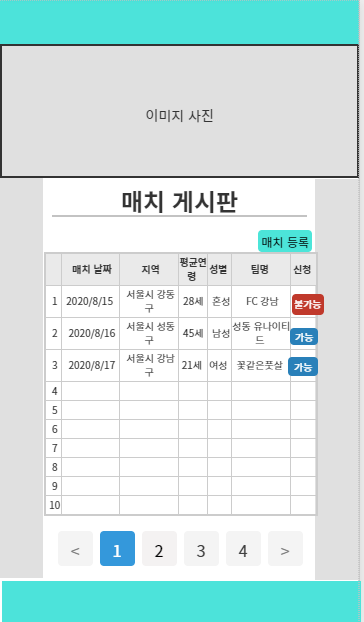 이미지 사진
매치 게시판
매치 등록
매치 날짜 지역 평균연령 성별 팀명 신청
1 2020/8/15 서울시 강동구 28세 혼성 FC 강남 불가능
2 2020/8/16 서울시 성동구 45세 남성 성동 유나이티드 가능
3 2020/8/17 서울시 강남구 21세 여성 꽃같은풋살 가능
4
5
6
7
8
9
10
< 1 2 3 4 >